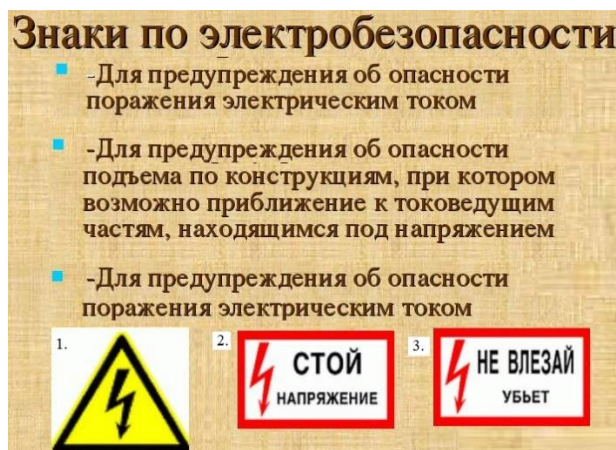 Знаки по электробезопасности
-Для предупреждения об опасности
поражения электрическим током
-Для предупреждения об опасности
подъема по конструкциям, при котором
возможно приближение к токоведущим
частям, находящимся под напряжением
-Для предупреждения об опасности
поражения электрическим током
1.
2.
СТОЙ
НАПРЯЖЕНИЕ
3.
НЕ ВЛЕЗАЙ
УБЬЕТ